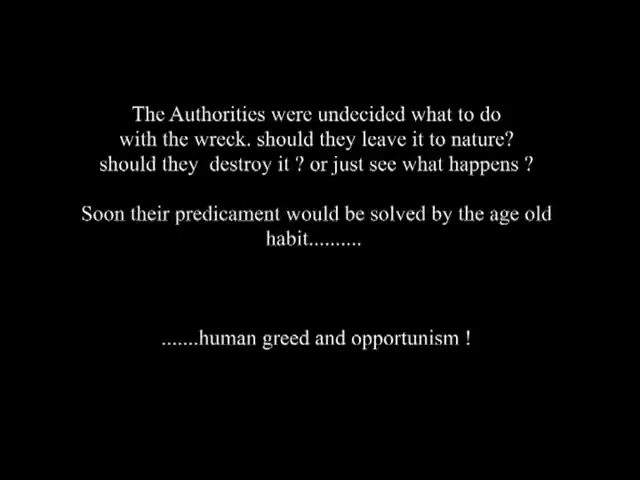 The Authorities were undecided what to do
with the wreck. should they leave it to nature?
should they  destroy it ? or just see what happens ?
Soon their predicament would be solved by the age old
habit..........
.......human greed and opportunism !